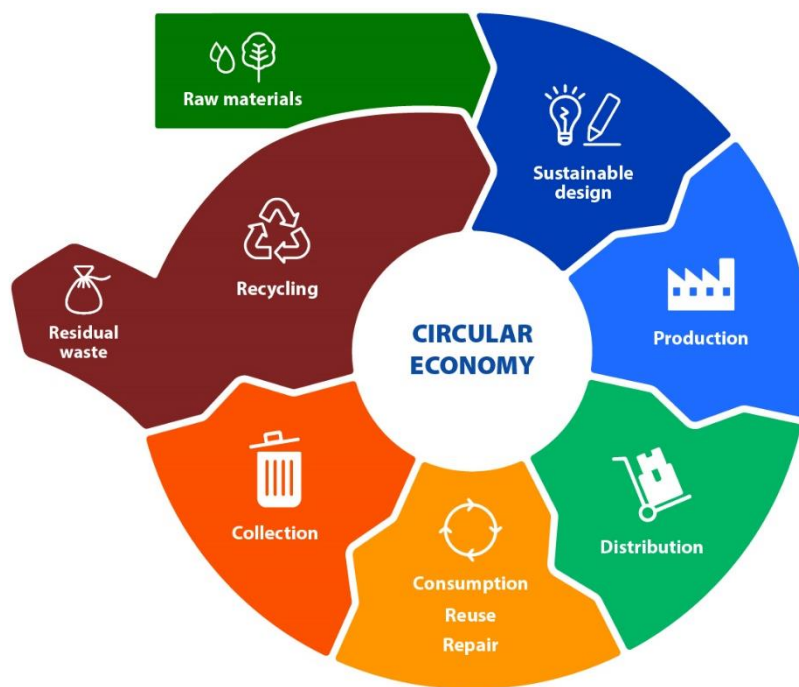 Raw materials
Sustainable
design
Production
Distribution
Consumption
Reuse
Repair
Collection
Recycling
Residual
waste
CIRCULAR
ECONOMY